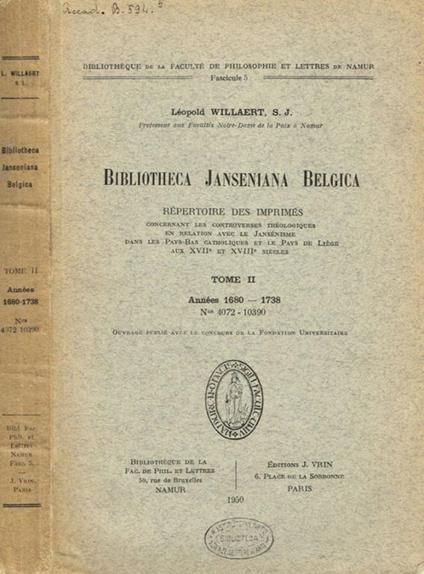 Accad. B. 594.⁵
BIBLIOTHÈQUE DE LA FACULTÉ DE PHILOSOPHIE ET LETTRES DE NAMUR
Fascicule 5
Léopold WILLAERT, S. J.
Professeur aux Facultés Notre-Dame de la Paix à Namur
BIBLIOTHECA JANSENIANA BELGICA
RÉPERTOIRE DES IMPRIMÉS
CONCERNANT LES CONTROVERSES THÉOLOGIQUES
EN RELATION AVEC LE JANSÉNISME
DANS LES PAYS-BAS CATHOLIQUES ET LE PAYS DE LIÈGE
AUX XVIIᵉ ET XVIIIᵉ SIÈCLES
TOME II
Années 1680 — 1738
Nᵒˢ 4072 - 10390
OUVRAGE PUBLIÉ AVEC LE CONCOURS DE LA FONDATION UNIVERSITAIRE
BIBLIOTHÈQUE DE LA
FAC. DE PHIL. ET LETTRES
59, rue de Bruxelles
NAMUR
ÉDITIONS J. VRIN
6, PLACE DE LA SORBONNE
PARIS
1950
BIBLIOTECA
L. WILLAERT
S. J.
Bibliotheca
Janseniana
Belgica
TOME II
Années
1680-1738
Nᵒˢ
4072-10390
Bibl. Fac.
Phil. et
Lettres
NAMUR
FASC. 5.
J. VRIN,
PARIS